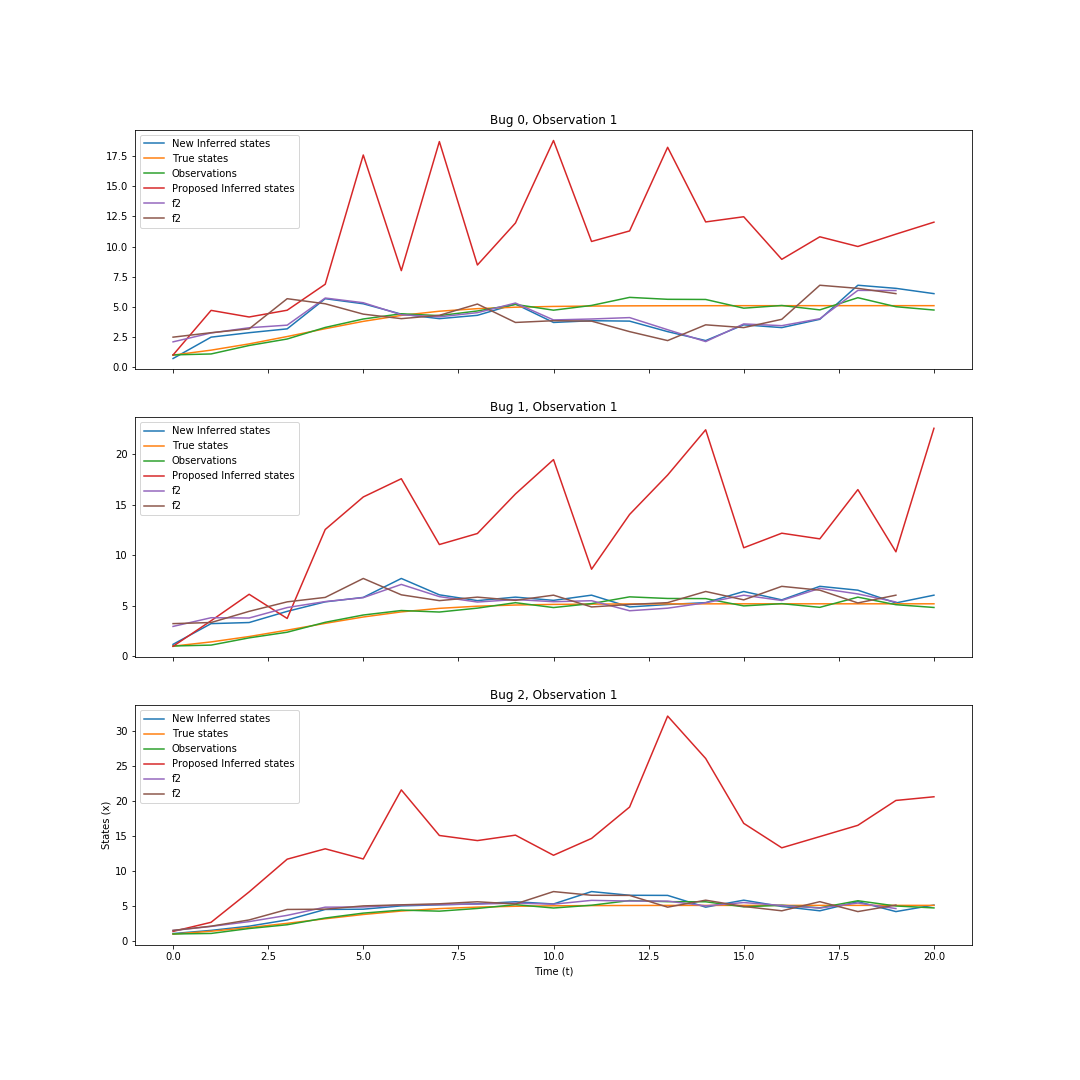 Bug 0, Observation 1
New Inferred states
True states
Observations
Proposed Inferred states
f2
f2
17.5
15.0
12.5
10.0
7.5
5.0
2.5
0.0
Bug 1, Observation 1
New Inferred states
True states
Observations
Proposed Inferred states
f2
f2
20
15
10
5
0
Bug 2, Observation 1
New Inferred states
True states
Observations
Proposed Inferred states
f2
f2
30
25
20
15
10
5
0
States (x)
0.0 2.5 5.0 7.5 10.0 12.5 15.0 17.5 20.0
Time (t)